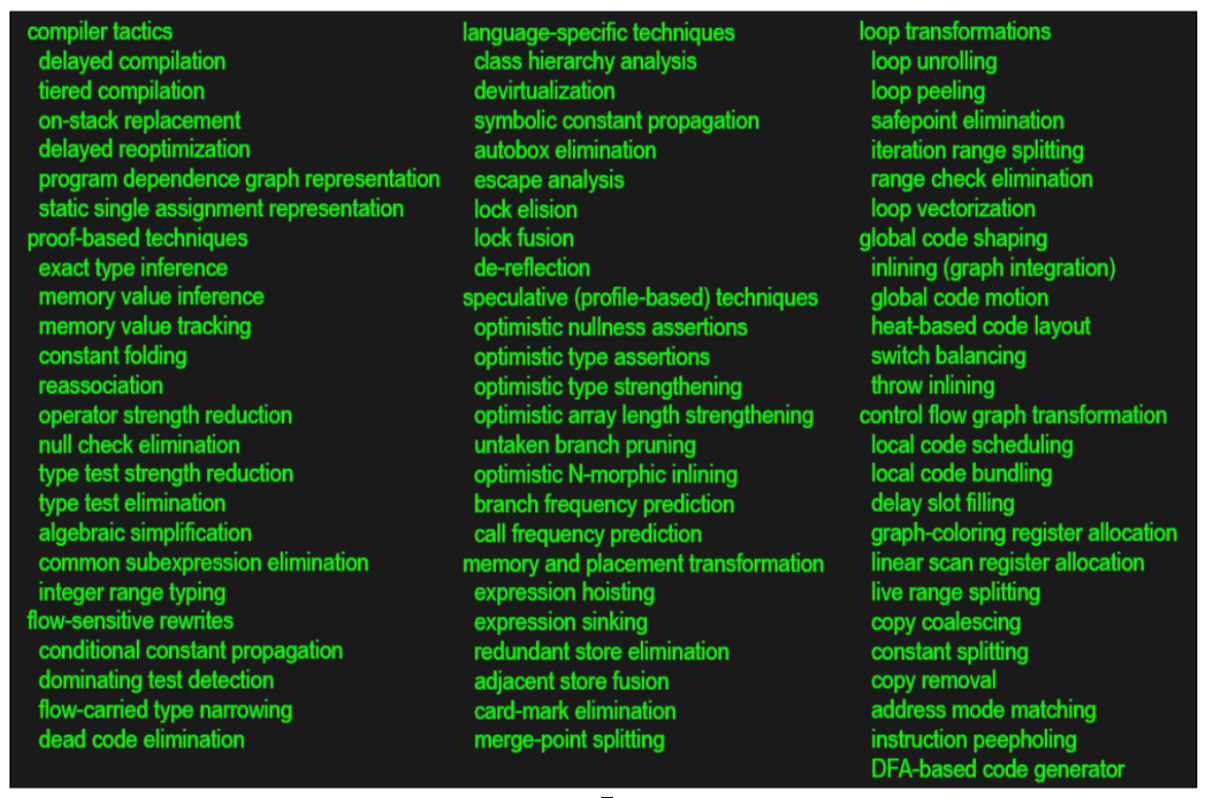 compiler tactics
delayed compilation
tiered compilation
on-stack replacement
delayed reoptimization
program dependence graph representation
static single assignment representation
proof-based techniques
exact type inference
memory value inference
memory value tracking
constant folding
reassociation
operator strength reduction
null check elimination
type test strength reduction
type test elimination
algebraic simplification
common subexpression elimination
integer range typing
flow-sensitive rewrites
conditional constant propagation
dominating test detection
flow-carried type narrowing
dead code elimination
language-specific techniques
class hierarchy analysis
devirtualization
symbolic constant propagation
autobox elimination
escape analysis
lock elision
lock fusion
de-reflection
speculative (profile-based) techniques
optimistic nullness assertions
optimistic type assertions
optimistic type strengthening
optimistic array length strengthening
untaken branch pruning
optimistic N-morphic inlining
branch frequency prediction
call frequency prediction
memory and placement transformation
expression hoisting
expression sinking
redundant store elimination
adjacent store fusion
card-mark elimination
merge-point splitting
loop transformations
loop unrolling
loop peeling
safepoint elimination
iteration range splitting
range check elimination
loop vectorization
global code shaping
inlining (graph integration)
global code motion
heat-based code layout
switch balancing
throw inlining
control flow graph transformation
local code scheduling
local code bundling
delay slot filling
graph-coloring register allocation
linear scan register allocation
live range splitting
copy coalescing
constant splitting
copy removal
address mode matching
instruction peepholing
DFA-based code generator